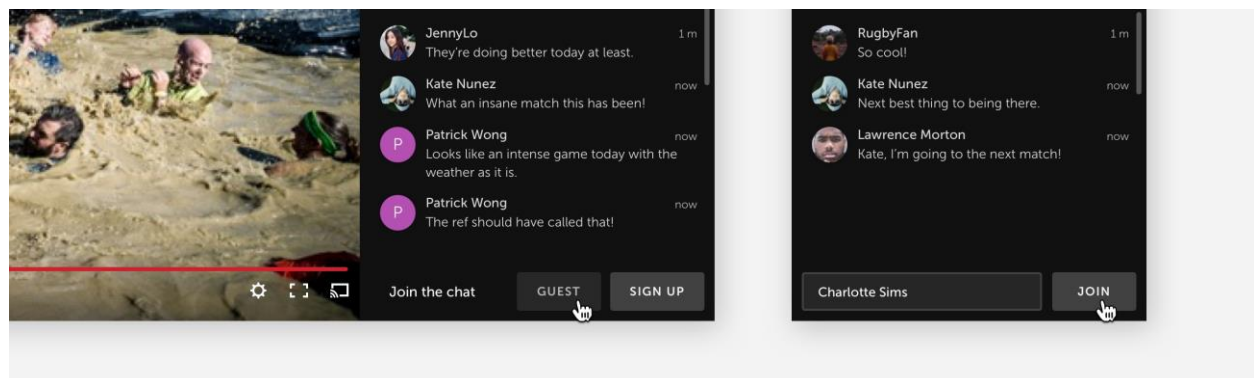 JennyLo 1 m
They're doing better today at least.
Kate Nunez now
What an insane match this has been!
P
Patrick Wong now
Looks like an intense game today with the
weather as it is.
P
Patrick Wong now
The ref should have called that!
Join the chat GUEST SIGN UP
RugbyFan 1 m
So cool!
Kate Nunez now
Next best thing to being there.
Lawrence Morton now
Kate, I'm going to the next match!
Charlotte Sims JOIN